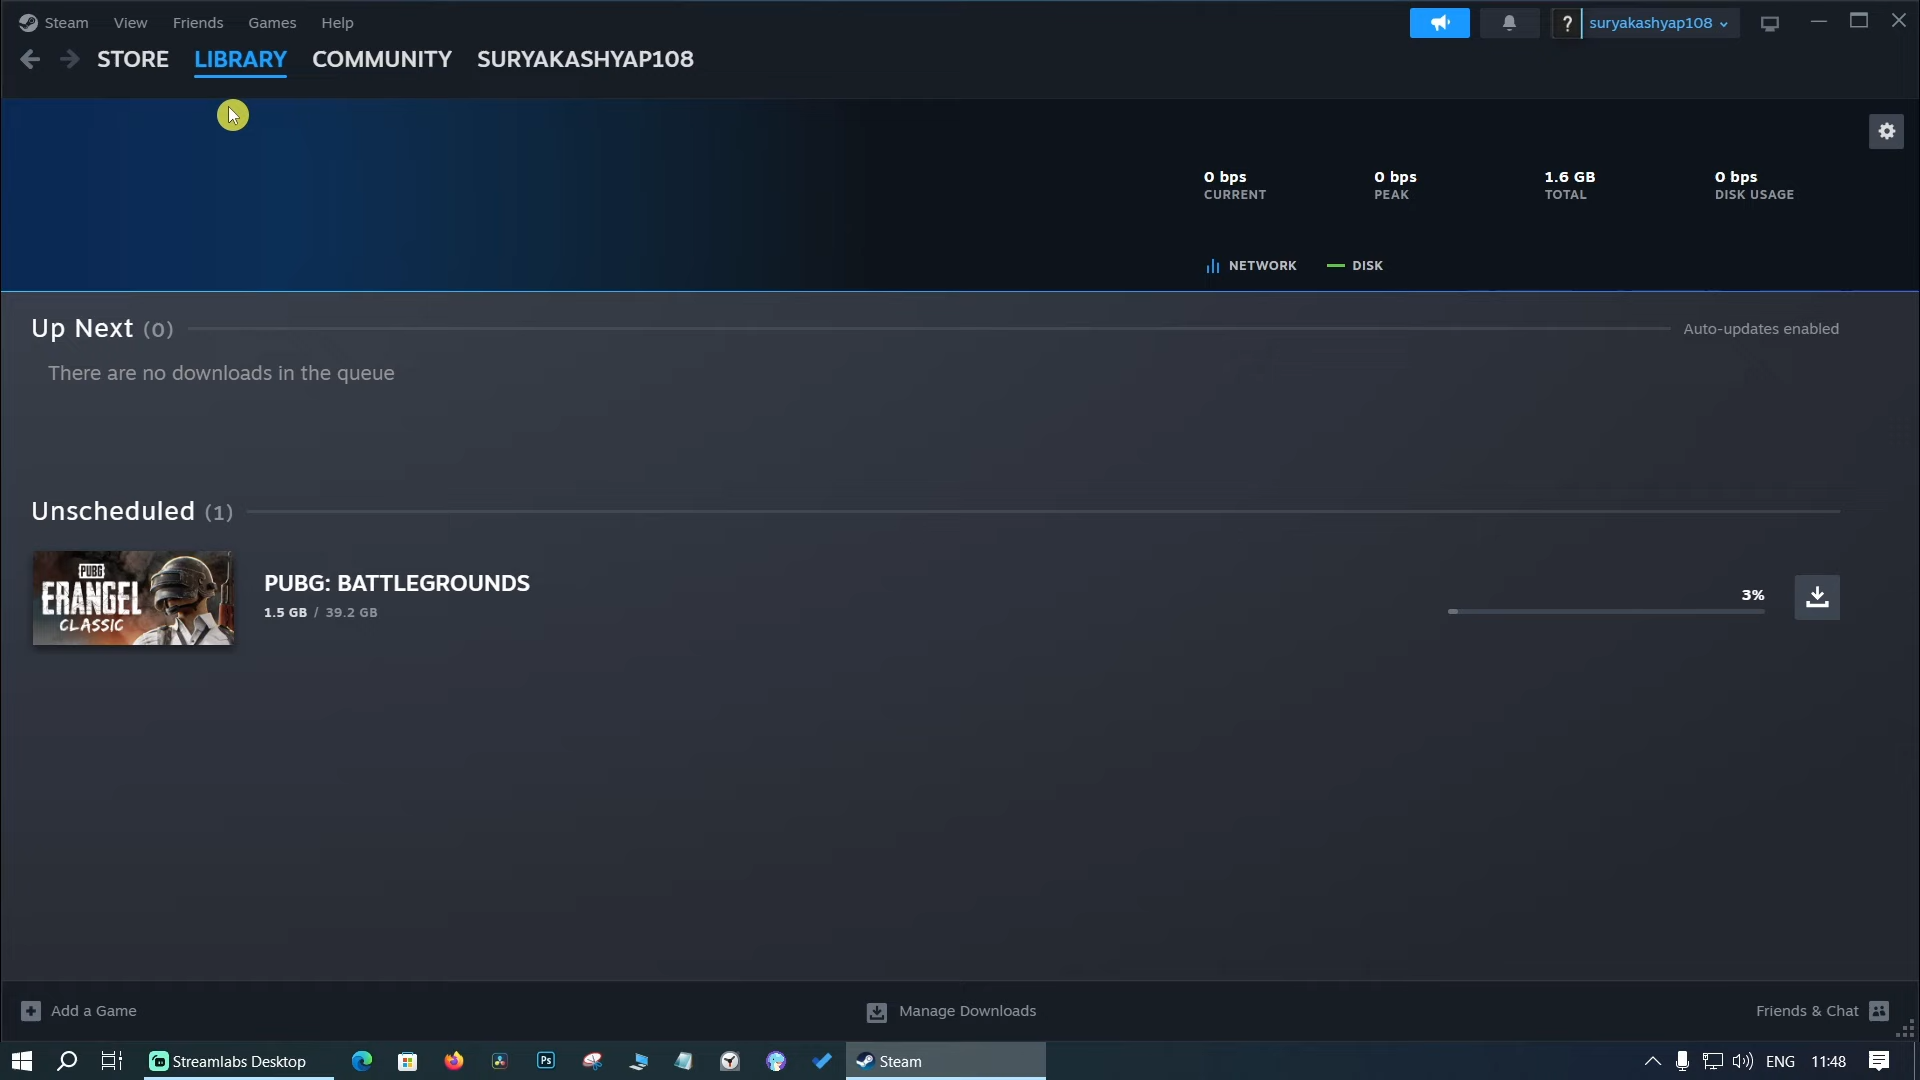 Steam View Friends Games Help ? suryakashyap108
STORE LIBRARY COMMUNITY SURYAKASHYAP108
0 bps 0 bps 1.6 GB 0 bps
CURRENT PEAK TOTAL DISK USAGE
NETWORK DISK
Up Next (0) Auto-updates enabled
There are no downloads in the queue
Unscheduled (1)
PUBG
ERANGEL
CLASSIC
PUBG: BATTLEGROUNDS
1.5 GB / 39.2 GB
3%
Add a Game Manage Downloads Friends & Chat
Streamlabs Desktop Ps Steam ENG 11:48